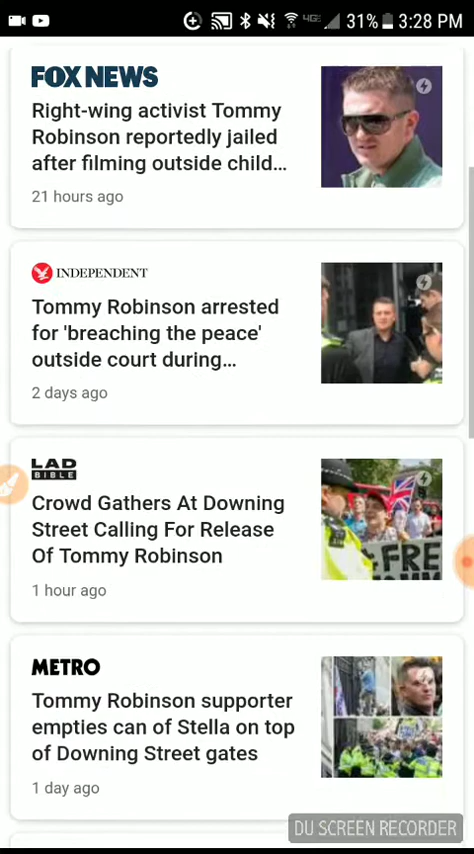 4GE 31% 3:28 PM
FOX NEWS
Right-wing activist Tommy
Robinson reportedly jailed
after filming outside child...
21 hours ago
INDEPENDENT
Tommy Robinson arrested
for 'breaching the peace'
outside court during...
2 days ago
LAD
BIBLE
Crowd Gathers At Downing
Street Calling For Release
Of Tommy Robinson
1 hour ago
FREE
METRO
Tommy Robinson supporter
empties can of Stella on top
of Downing Street gates
1 day ago
DU SCREEN RECORDER